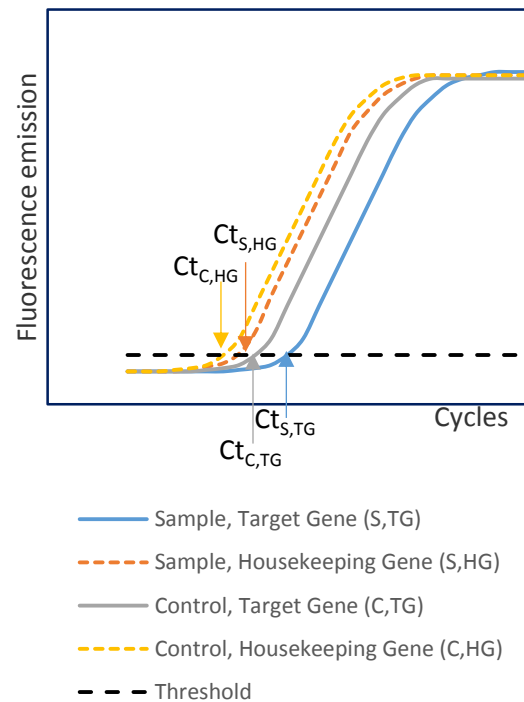 Fluorescence emission
Ct_S,HG
Ct_C,HG
Ct_S,TG
Cycles
Ct_C,TG
Sample, Target Gene (S,TG)
Sample, Housekeeping Gene (S,HG)
Control, Target Gene (C,TG)
Control, Housekeeping Gene (C,HG)
Threshold